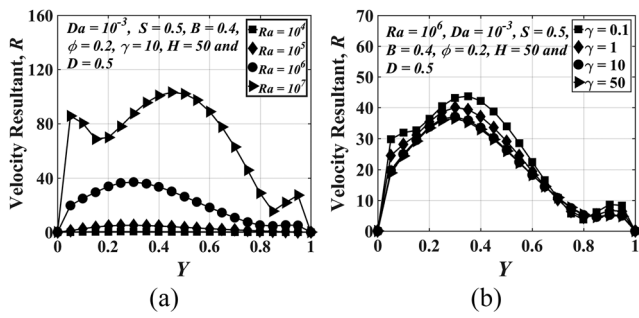 Da = 10⁻³, S = 0.5, B = 0.4,
ϕ = 0.2, γ = 10, H = 50 and
D = 0.5
Ra = 10⁴
Ra = 10⁵
Ra = 10⁶
Ra = 10⁷
Velocity Resultant, R
160
120
80
40
0
0 0.2 0.4 0.6 0.8 1
Y
(a)
Ra = 10⁶, Da = 10⁻³, S = 0.5,
B = 0.4, ϕ = 0.2, H = 50 and
D = 0.5
γ = 0.1
γ = 1
γ = 10
γ = 50
Velocity Resultant, R
70
60
50
40
30
20
10
0
0 0.2 0.4 0.6 0.8 1
Y
(b)